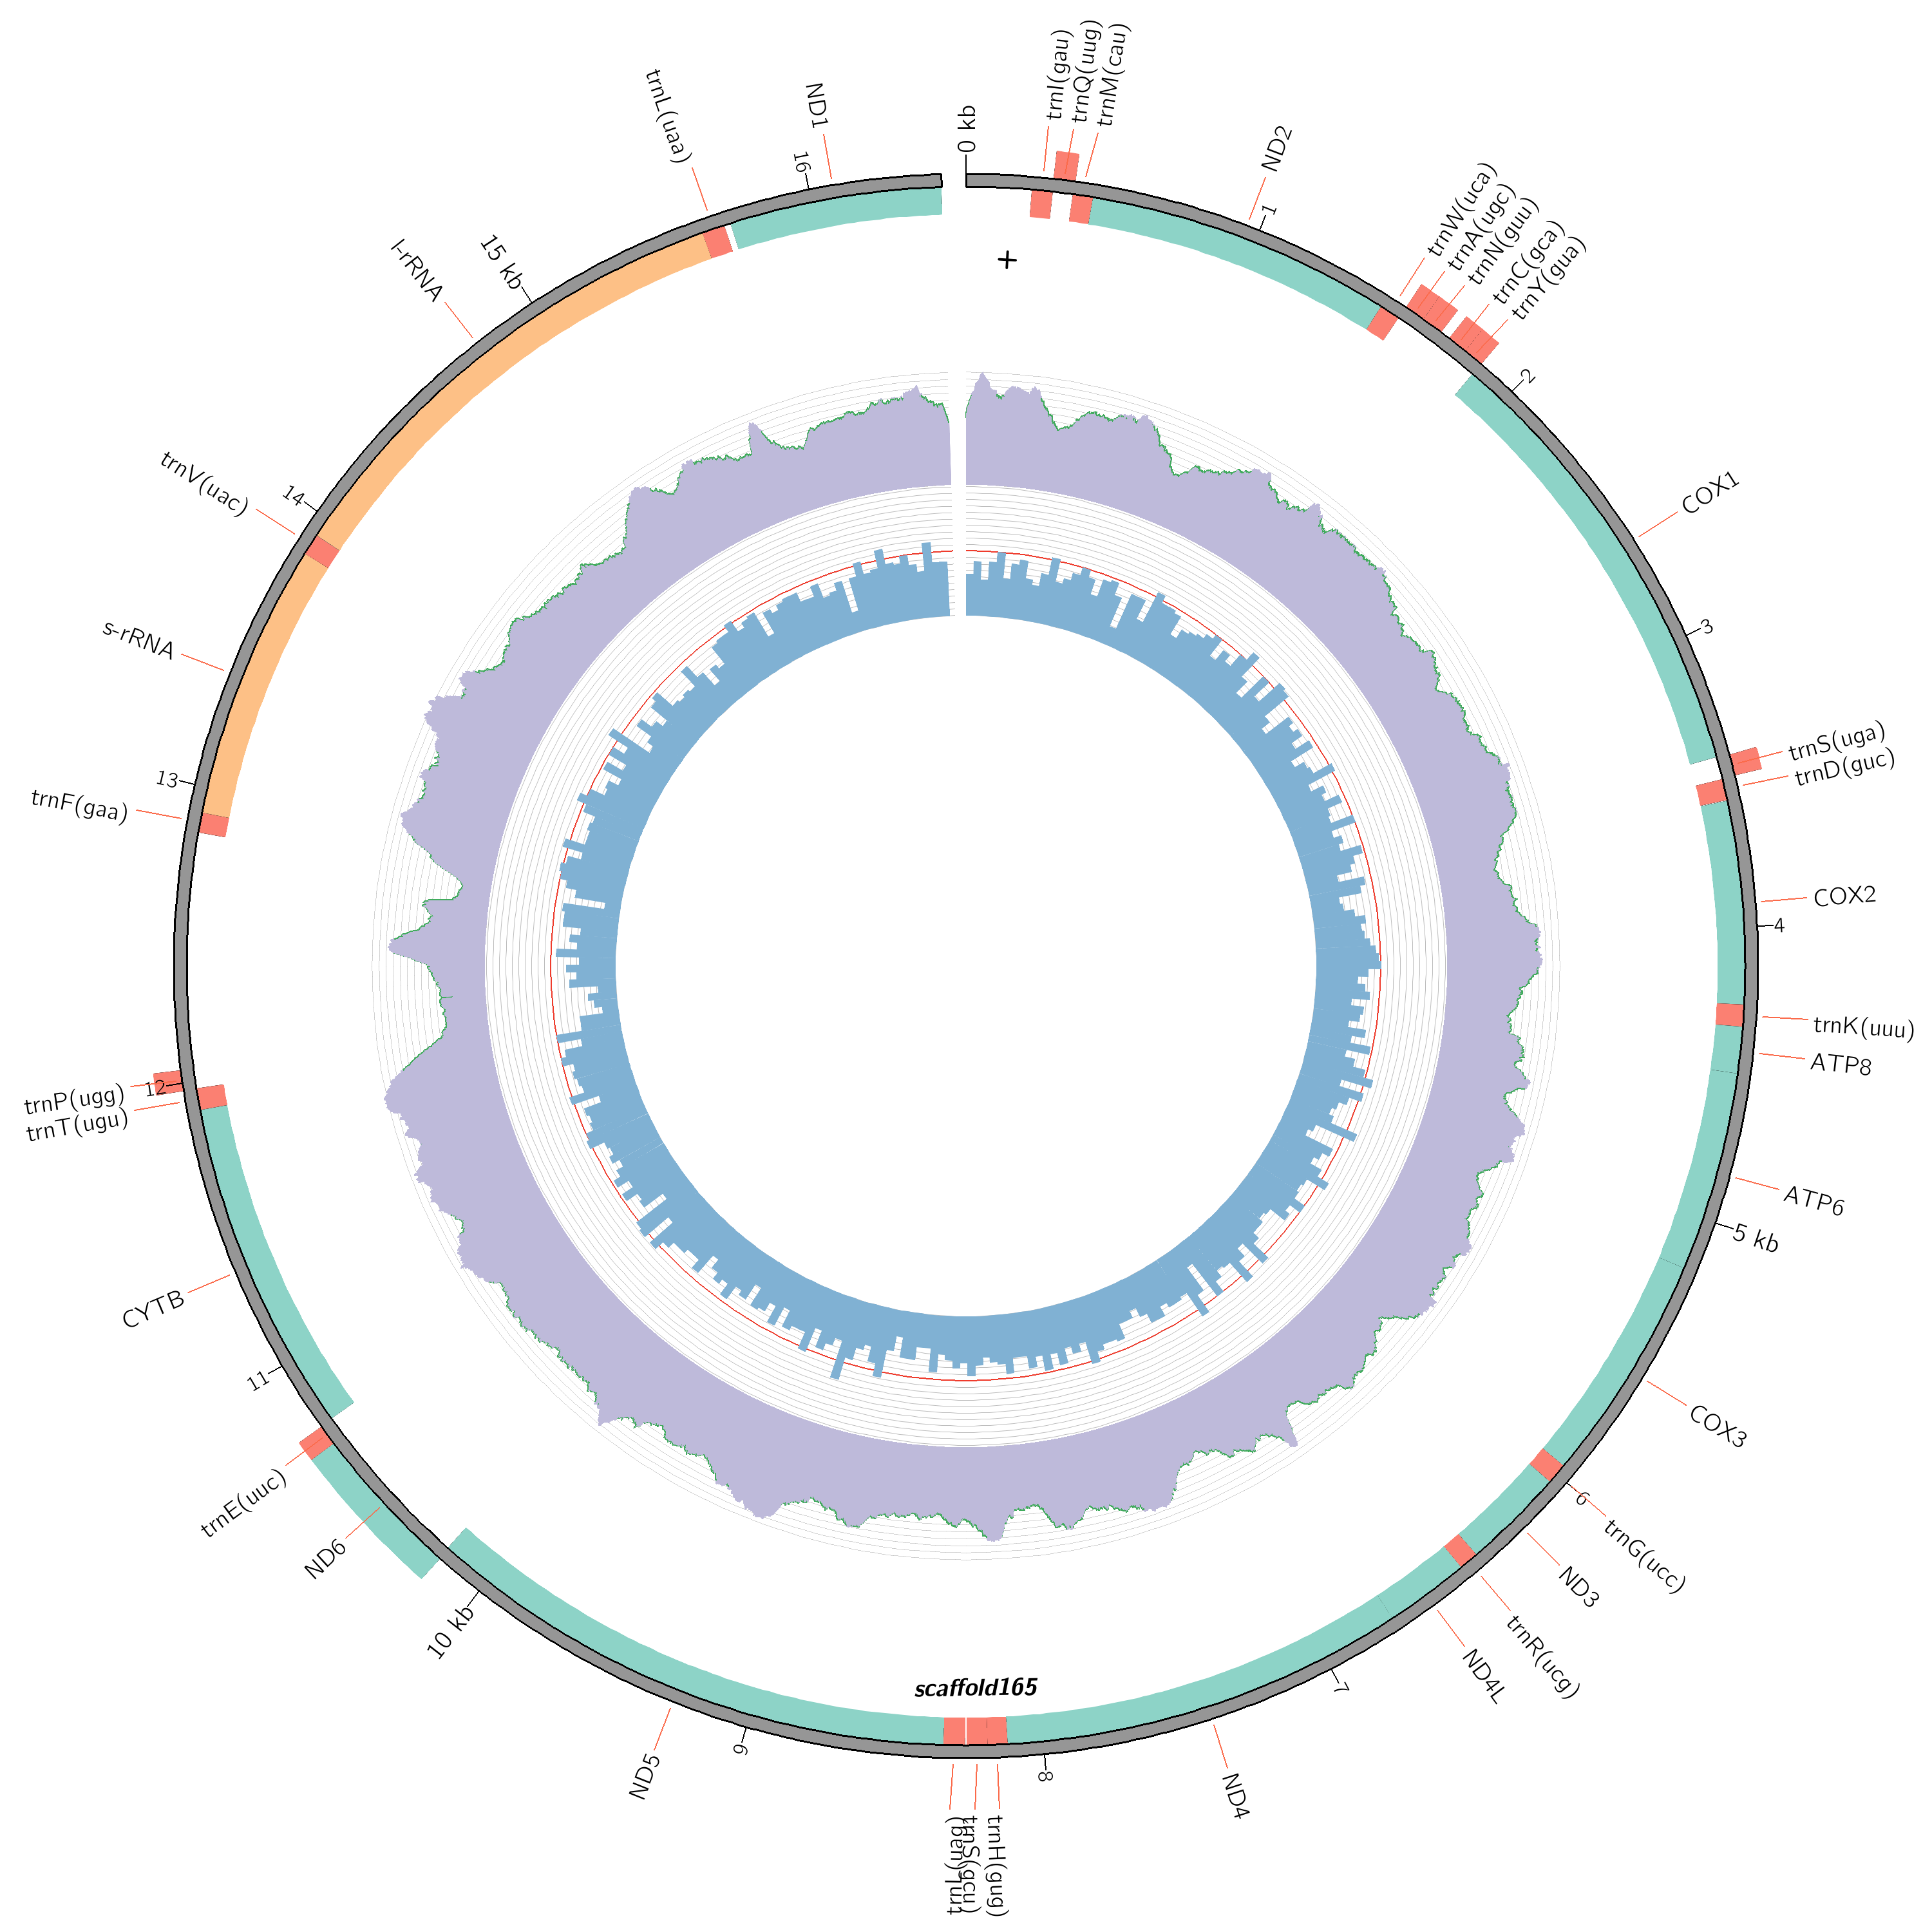 0 kb
trnI(gau)
trnQ(uug)
trnM(cau)
ND2
1
trnW(uca)
trnA(ugc)
trnN(guu)
trnC(gca)
trnY(gua)
2
COX1
3
trnS(uga)
trnD(guc)
COX2
4
trnK(uuu)
ATP8
ATP6
5 kb
COX3
6
trnG(ucc)
ND3
trnR(ucg)
ND4L
7
ND4
8
trnH(gug)
trnS(gcu)
trnL(uag)
scaffold165
9
ND5
10 kb
ND6
trnE(uuc)
11
CYTB
trnT(ugu)
trnP(ugg)
12
trnF(gaa)
13
s-rRNA
trnV(uac)
14
l-rRNA
15 kb
trnL(uaa)
16
ND1
+